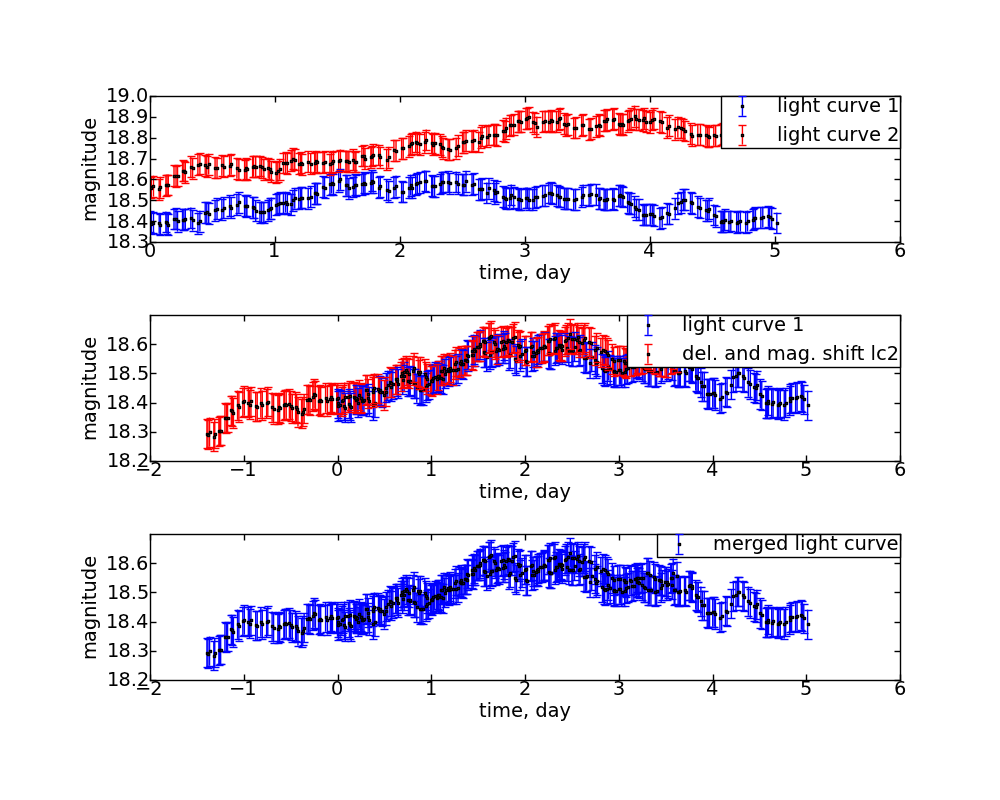 19.0
18.9
18.8
18.7
18.6
18.5
18.4
18.3
magnitude
light curve 1
light curve 2
0 1 2 3 4 5 6
time, day
18.6
18.5
18.4
18.3
18.2
magnitude
light curve 1
del. and mag. shift lc2
−2 −1 0 1 2 3 4 5 6
time, day
18.6
18.5
18.4
18.3
18.2
magnitude
merged light curve
−2 −1 0 1 2 3 4 5 6
time, day